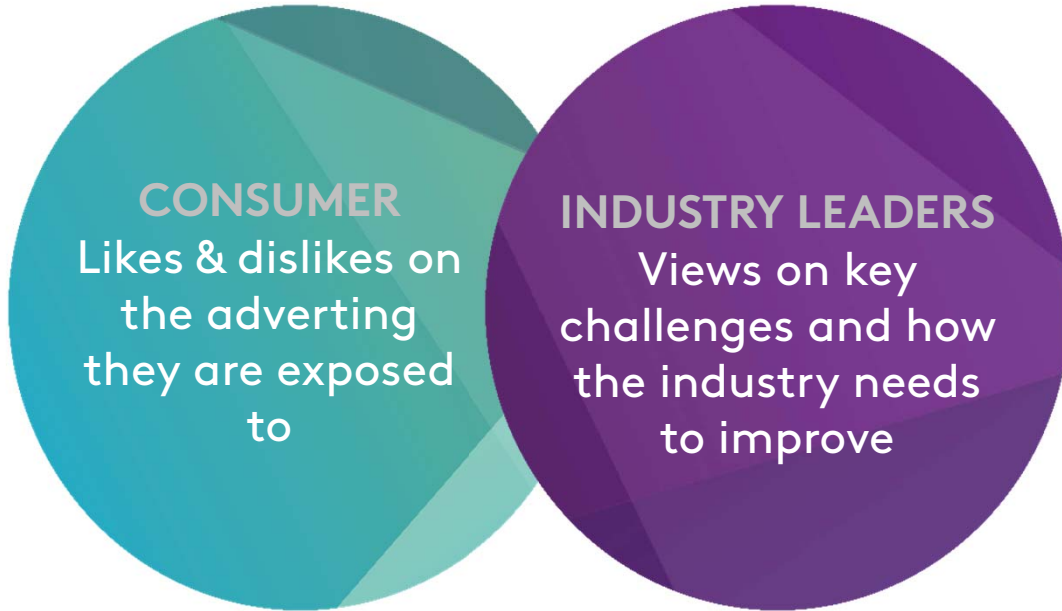 CONSUMER
Likes & dislikes on
the adverting
they are exposed
to
INDUSTRY LEADERS
Views on key
challenges and how
the industry needs
to improve